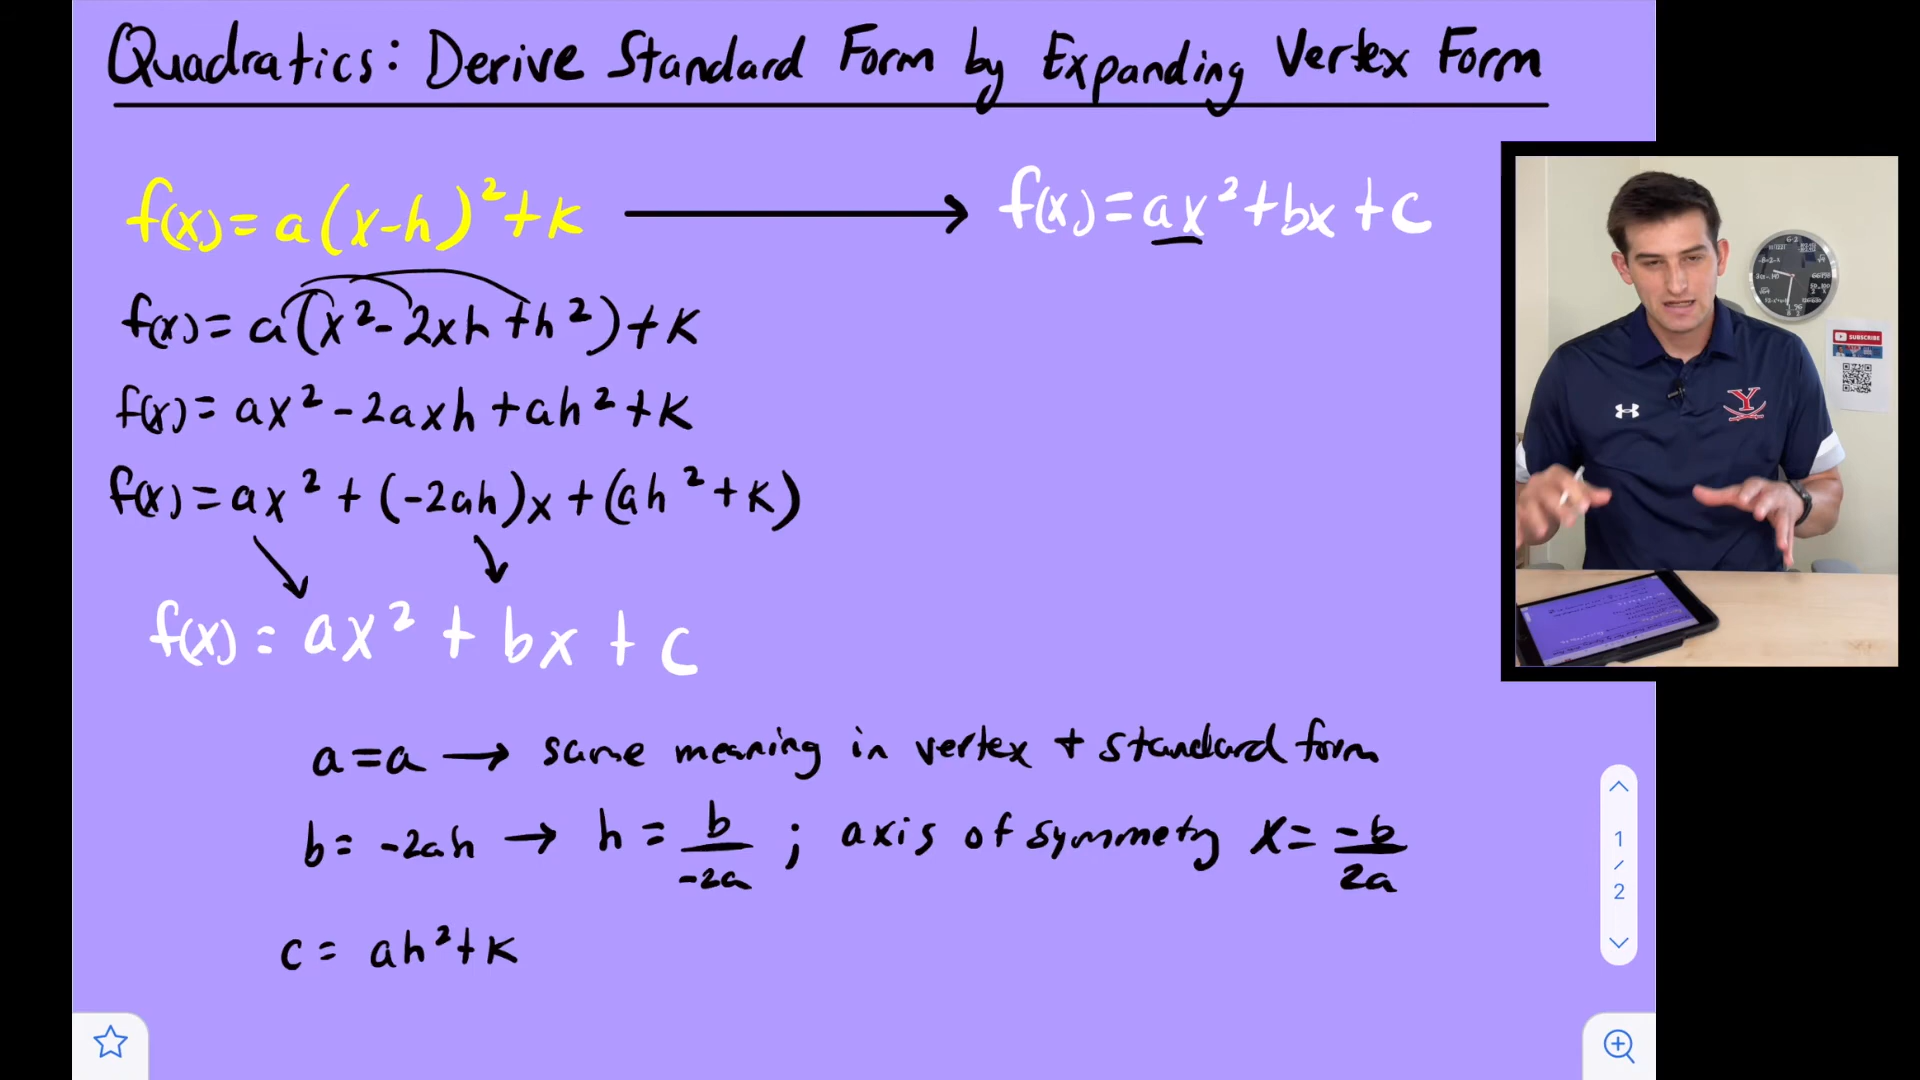 Quadratics: Derive Standard Form by Expanding Vertex Form
f(x) = a(x-h)²+k → f(x) = ax²+bx+c
f(x) = a(x²-2xh+h²)+k
f(x) = ax²-2axh+ah²+k
f(x) = ax²+(-2ah)x+(ah²+k)
f(x) = ax²+bx+c
a=a → same meaning in vertex + standard form
b= -2ah → h = b/-2a ; axis of symmetry x= -b/2a
c = ah²+k
SUBSCRIBE
Y
1
/
2